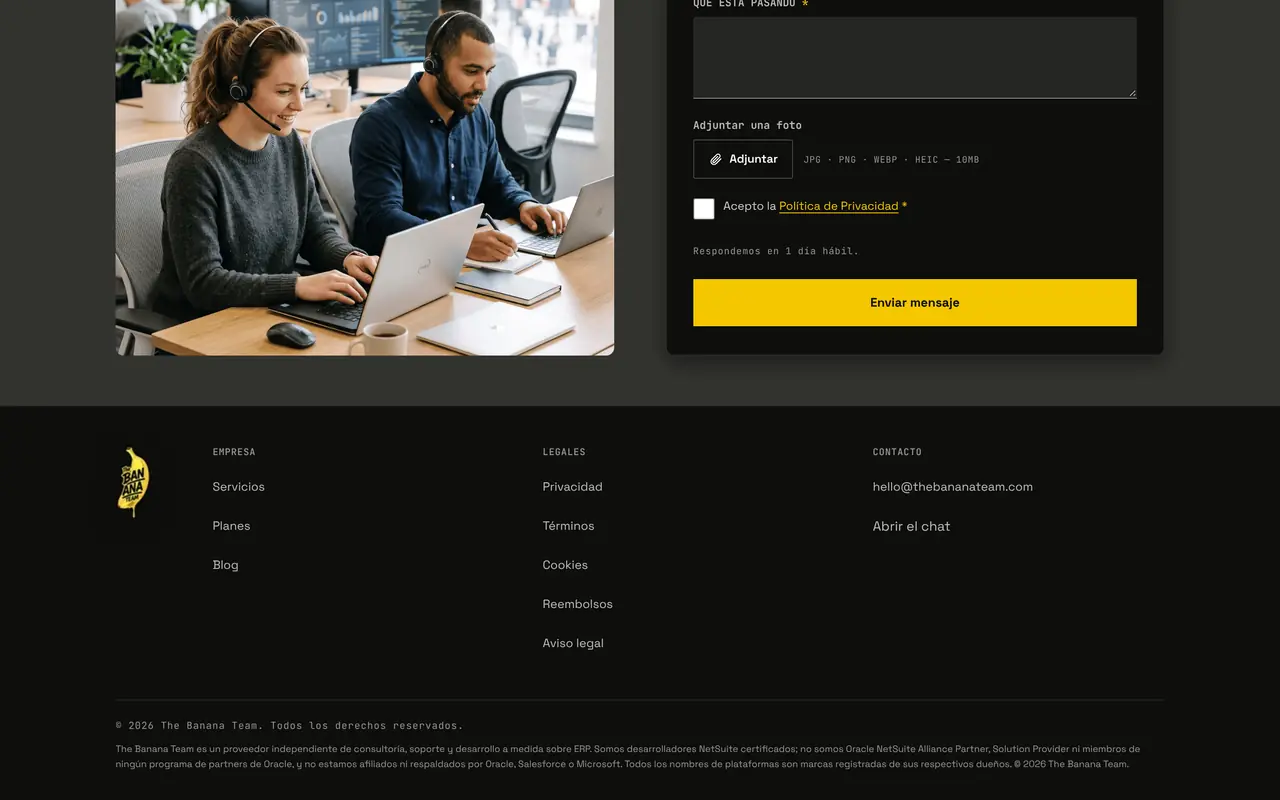 QUÉ ESTÁ PASANDO *
Adjuntar una foto
Adjuntar
JPG · PNG · WEBP · HEIC — 10MB
Acepto la Política de Privacidad *
Respondemos en 1 día hábil.
Enviar mensaje
BANANA
TEAM
EMPRESA
Servicios
Planes
Blog
LEGALES
Privacidad
Términos
Cookies
Reembolsos
Aviso legal
CONTACTO
hello@thebananateam.com
Abrir el chat
© 2026 The Banana Team. Todos los derechos reservados.
The Banana Team es un proveedor independiente de consultoría, soporte y desarrollo a medida sobre ERP. Somos desarrolladores NetSuite certificados; no somos Oracle NetSuite Alliance Partner, Solution Provider ni miembros de
ningún programa de partners de Oracle, y no estamos afiliados ni respaldados por Oracle, Salesforce o Microsoft. Todos los nombres de plataformas son marcas registradas de sus respectivos dueños. © 2026 The Banana Team.